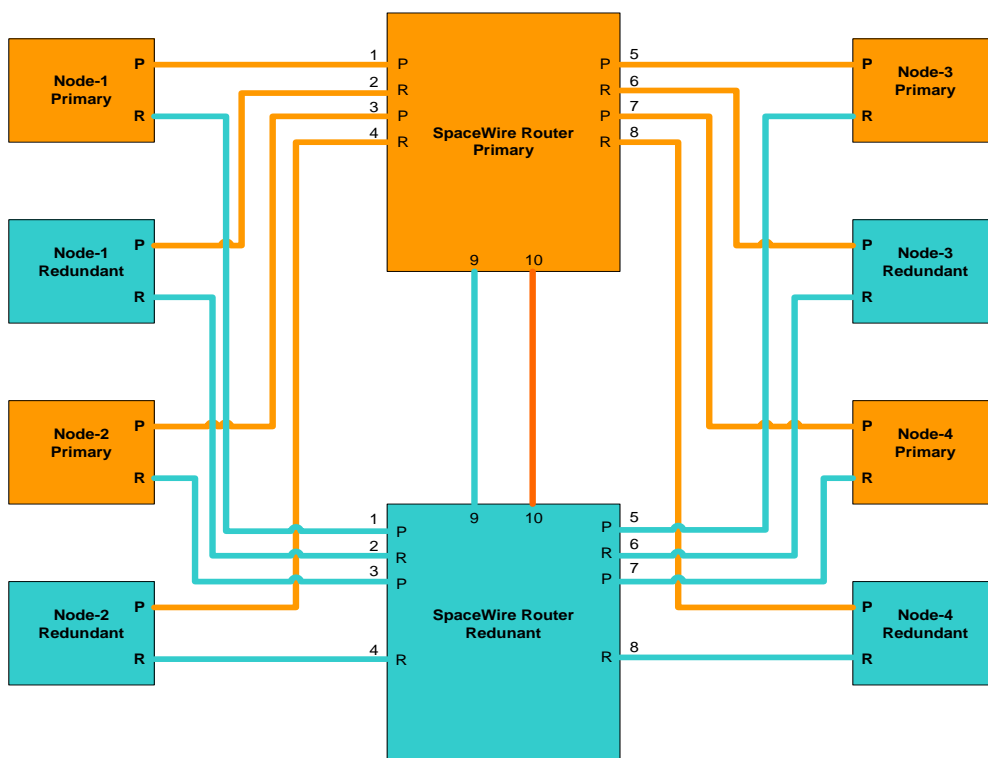 Node-1
Primary
P
R
Node-1
Redundant
P
R
Node-2
Primary
P
R
Node-2
Redundant
P
R
1
2
3
4
P
R
P
R
SpaceWire Router
Primary
P
R
P
R
5
6
7
8
9 10
9 10
1
2
3
4
P
R
P
R
SpaceWire Router
Redunant
P
R
P
R
5
6
7
8
P
R
Node-3
Primary
P
R
Node-3
Redundant
P
R
Node-4
Primary
P
R
Node-4
Redundant